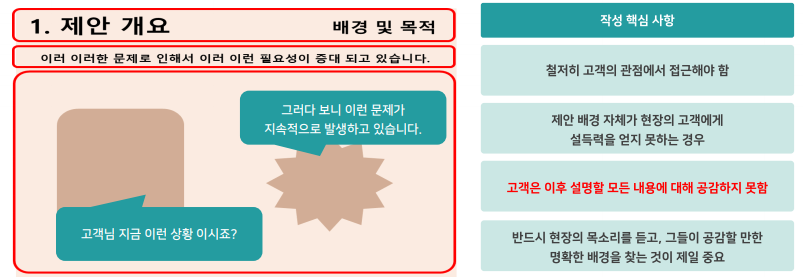 1. 제안 개요
배경 및 목적
이러 이러한 문제로 인해서 이러 이런 필요성이 증대 되고 있습니다.
그러다 보니 이런 문제가
지속적으로 발생하고 있습니다.
고객님 지금 이런 상황 이시죠?
작성 핵심 사항
철저히 고객의 관점에서 접근해야 함
제안 배경 자체가 현장의 고객에게
설득력을 얻지 못하는 경우
고객은 이후 설명할 모든 내용에 대해 공감하지 못함
반드시 현장의 목소리를 듣고, 그들이 공감할 만한
명확한 배경을 찾는 것이 제일 중요